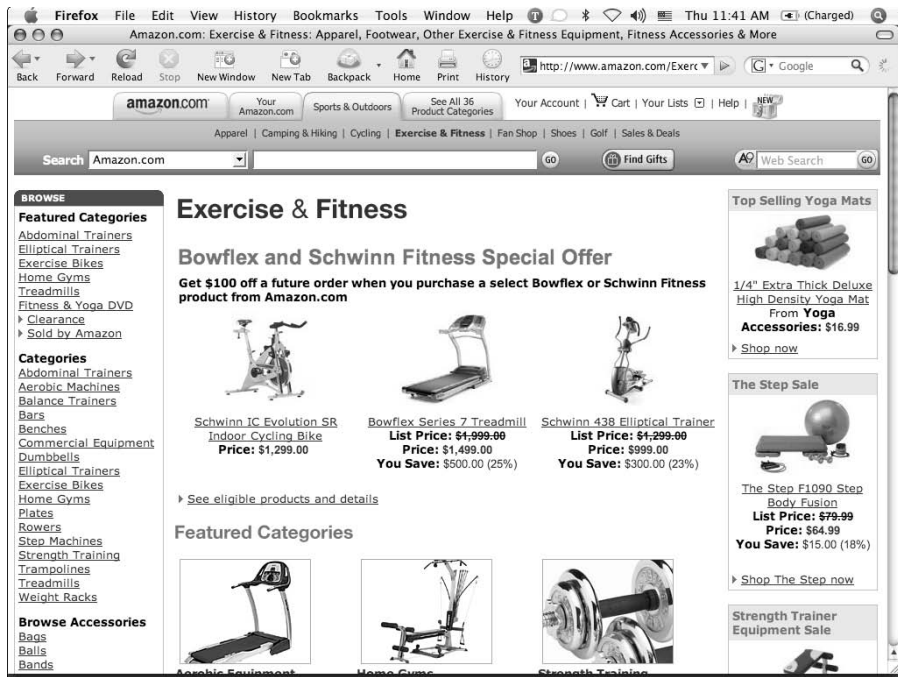 Firefox File Edit View History Bookmarks Tools Window Help Thu 11:41 AM (Charged)
Amazon.com: Exercise & Fitness: Apparel, Footwear, Other Exercise & Fitness Equipment, Fitness Accessories & More
Back Forward Reload Stop New Window New Tab Backpack Home Print History
http://www.amazon.com/Exerc
G Google
amazon.com
Your Amazon.com
Sports & Outdoors
See All 36 Product Categories
Your Account | Cart | Your Lists | Help | NEW
Apparel | Camping & Hiking | Cycling | Exercise & Fitness | Fan Shop | Shoes | Golf | Sales & Deals
Search Amazon.com GO Find Gifts A9 Web Search GO
BROWSE
Featured Categories
Abdominal Trainers
Elliptical Trainers
Exercise Bikes
Home Gyms
Treadmills
Fitness & Yoga DVD
Clearance
Sold by Amazon
Categories
Abdominal Trainers
Aerobic Machines
Balance Trainers
Bars
Benches
Commercial Equipment
Dumbbells
Elliptical Trainers
Exercise Bikes
Home Gyms
Plates
Rowers
Step Machines
Strength Training
Trampolines
Treadmills
Weight Racks
Browse Accessories
Bags
Balls
Bands
Exercise & Fitness
Bowflex and Schwinn Fitness Special Offer
Get $100 off a future order when you purchase a select Bowflex or Schwinn Fitness
product from Amazon.com
Schwinn IC Evolution SR
Indoor Cycling Bike
Price: $1,299.00
Bowflex Series 7 Treadmill
List Price: $1,999.00
Price: $1,499.00
You Save: $500.00 (25%)
Schwinn 438 Elliptical Trainer
List Price: $1,299.00
Price: $999.00
You Save: $300.00 (23%)
See eligible products and details
Featured Categories
Aerobic Equipment
Home Gyms
Strength Training
Top Selling Yoga Mats
1/4" Extra Thick Deluxe
High Density Yoga Mat
From Yoga
Accessories: $16.99
Shop now
The Step Sale
The Step F1090 Step
Body Fusion
List Price: $79.99
Price: $64.99
You Save: $15.00 (18%)
Shop The Step now
Strength Trainer
Equipment Sale